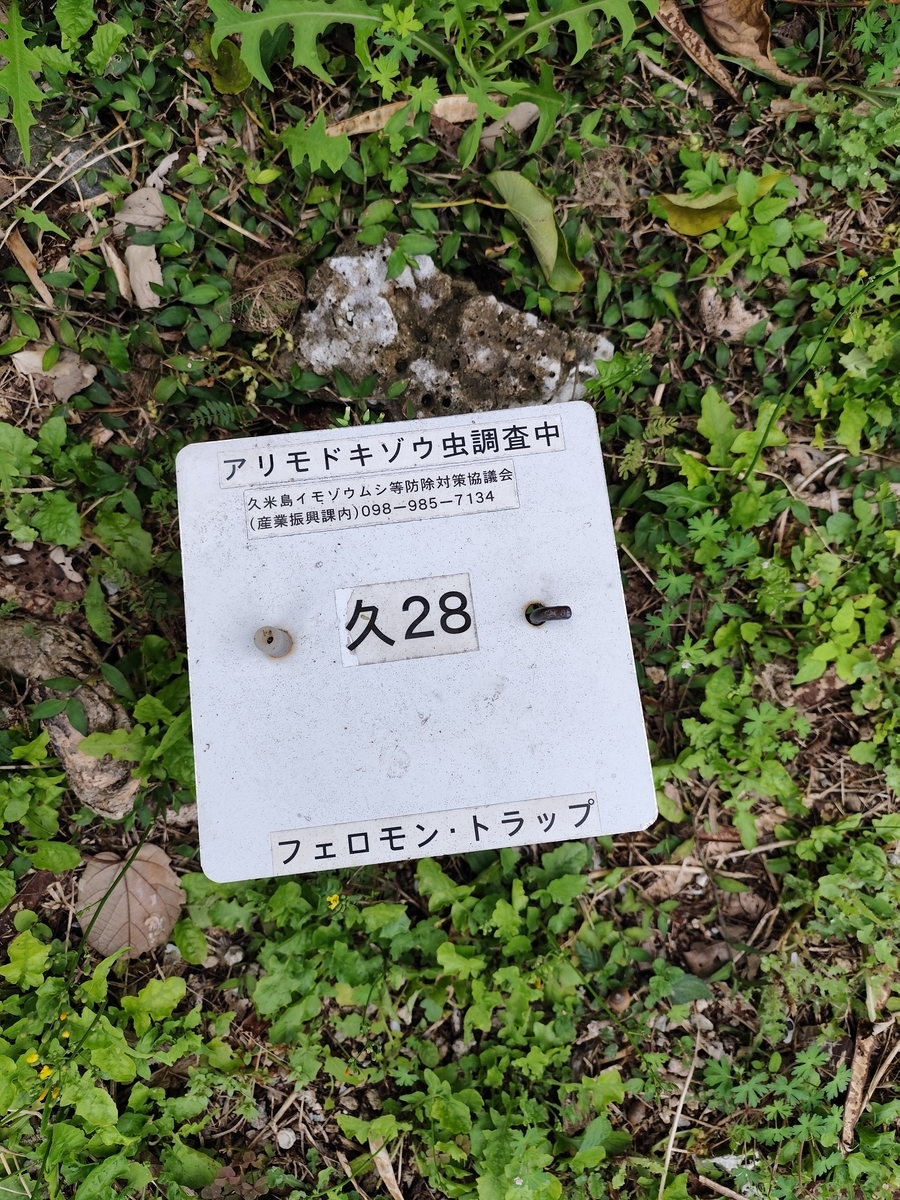 アリモドキゾウ虫調査中
久米島イモゾウムシ等防除対策協議会
(産業振興課内)098-985-7134
久28
フェロモン・トラップ